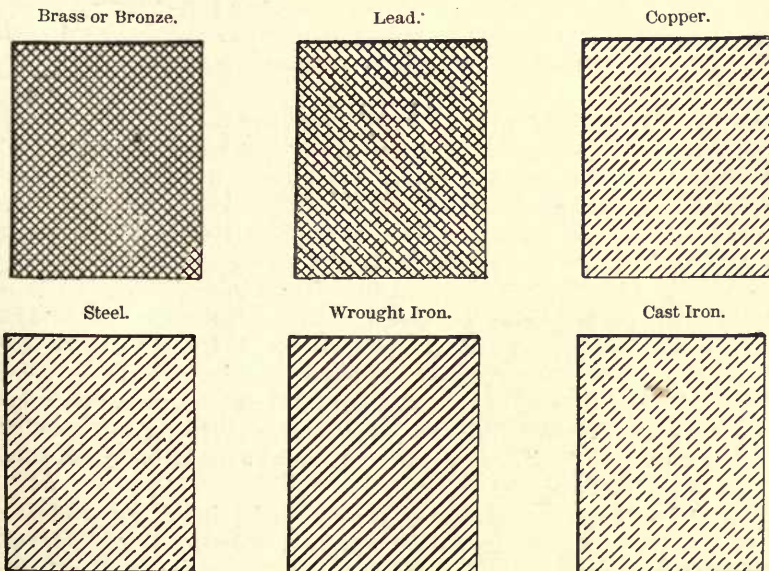 Brass or Bronze.
Lead.
Copper.
Steel.
Wrought Iron.
Cast Iron.